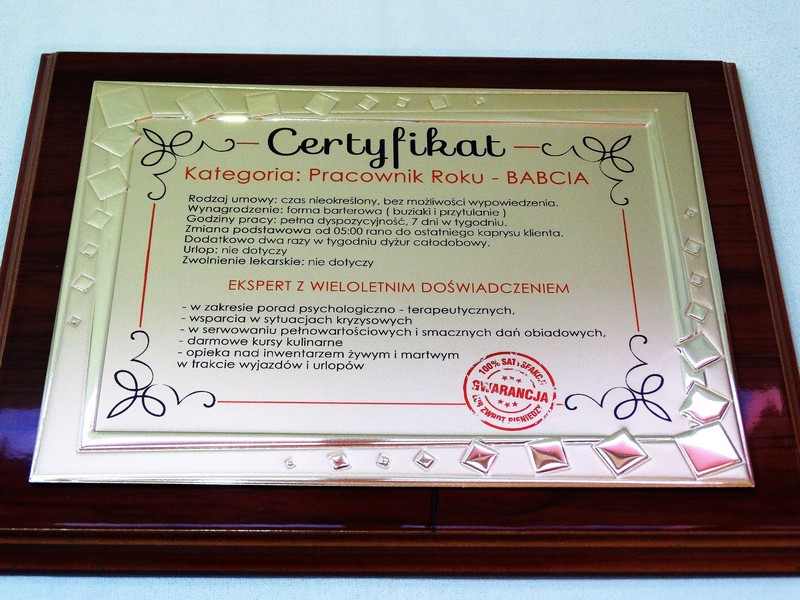 Certyfikat
Kategoria: Pracownik Roku - BABCIA
Rodzaj umowy: czas nieokreślony, bez możliwości wypowiedzenia.
Wynagrodzenie: forma barterowa ( buziaki i przytulanie )
Godziny pracy: pełna dyspozycyjność, 7 dni w tygodniu.
Zmiana podstawowa od 05:00 rano do ostatniego kaprysu klienta.
Dodatkowo dwa razy w tygodniu dyżur całodobowy.
Urlop: nie dotyczy
Zwolnienie lekarskie: nie dotyczy
EKSPERT Z WIELOLETNIM DOŚWIADCZENIEM
- w zakresie porad psychologiczno - terapeutycznych,
- wsparcia w sytuacjach kryzysowych
- w serwowaniu pełnowartościowych i smacznych dań obiadowych,
- darmowe kursy kulinarne
- opieka nad inwentarzem żywym i martwym
w trakcie wyjazdów i urlopów
100% SATYSFAKCJI
GWARANCJA
ZWROT PIENIĘDZY